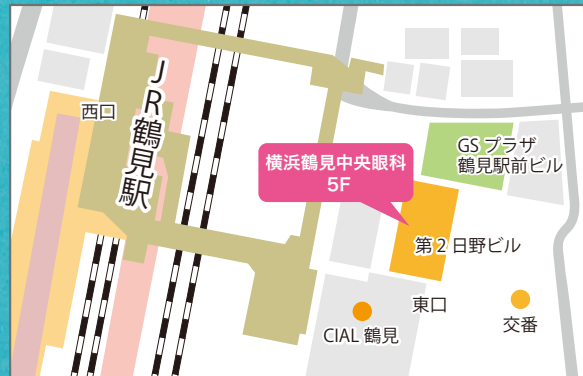 西口
JR鶴見駅
横浜鶴見中央眼科
5F
GSプラザ
鶴見駅前ビル
第2日野ビル
東口
CIAL 鶴見
交番